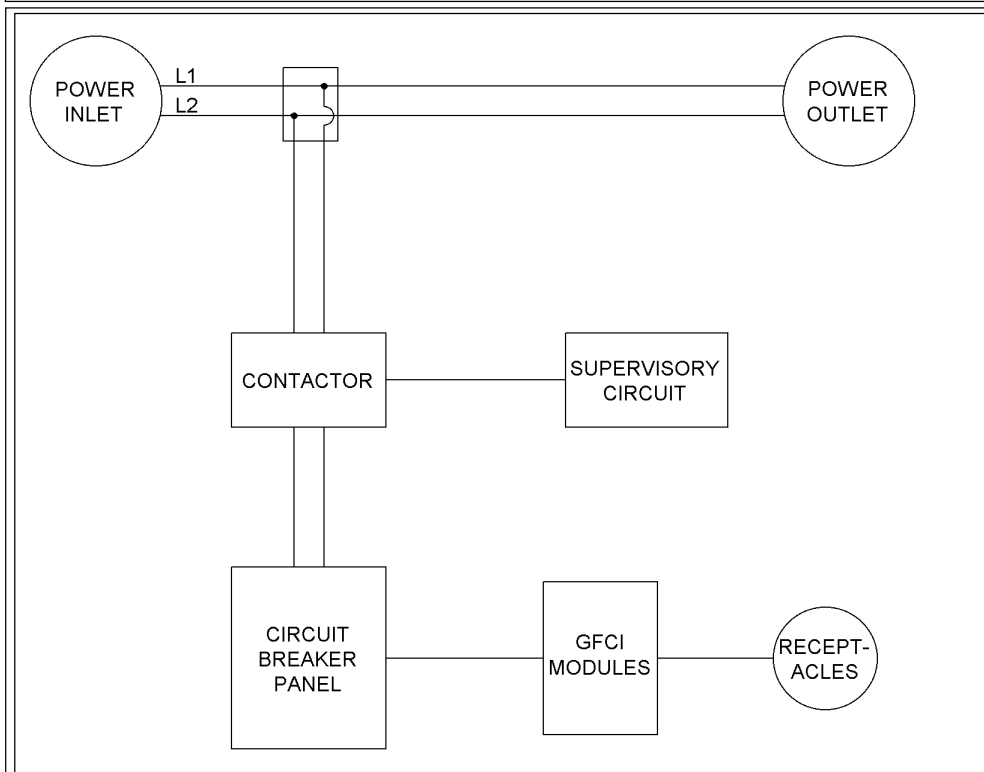 POWER
INLET
L1
L2
POWER
OUTLET
CONTACTOR
SUPERVISORY
CIRCUIT
CIRCUIT
BREAKER
PANEL
GFCI
MODULES
RECEPT-
ACLES